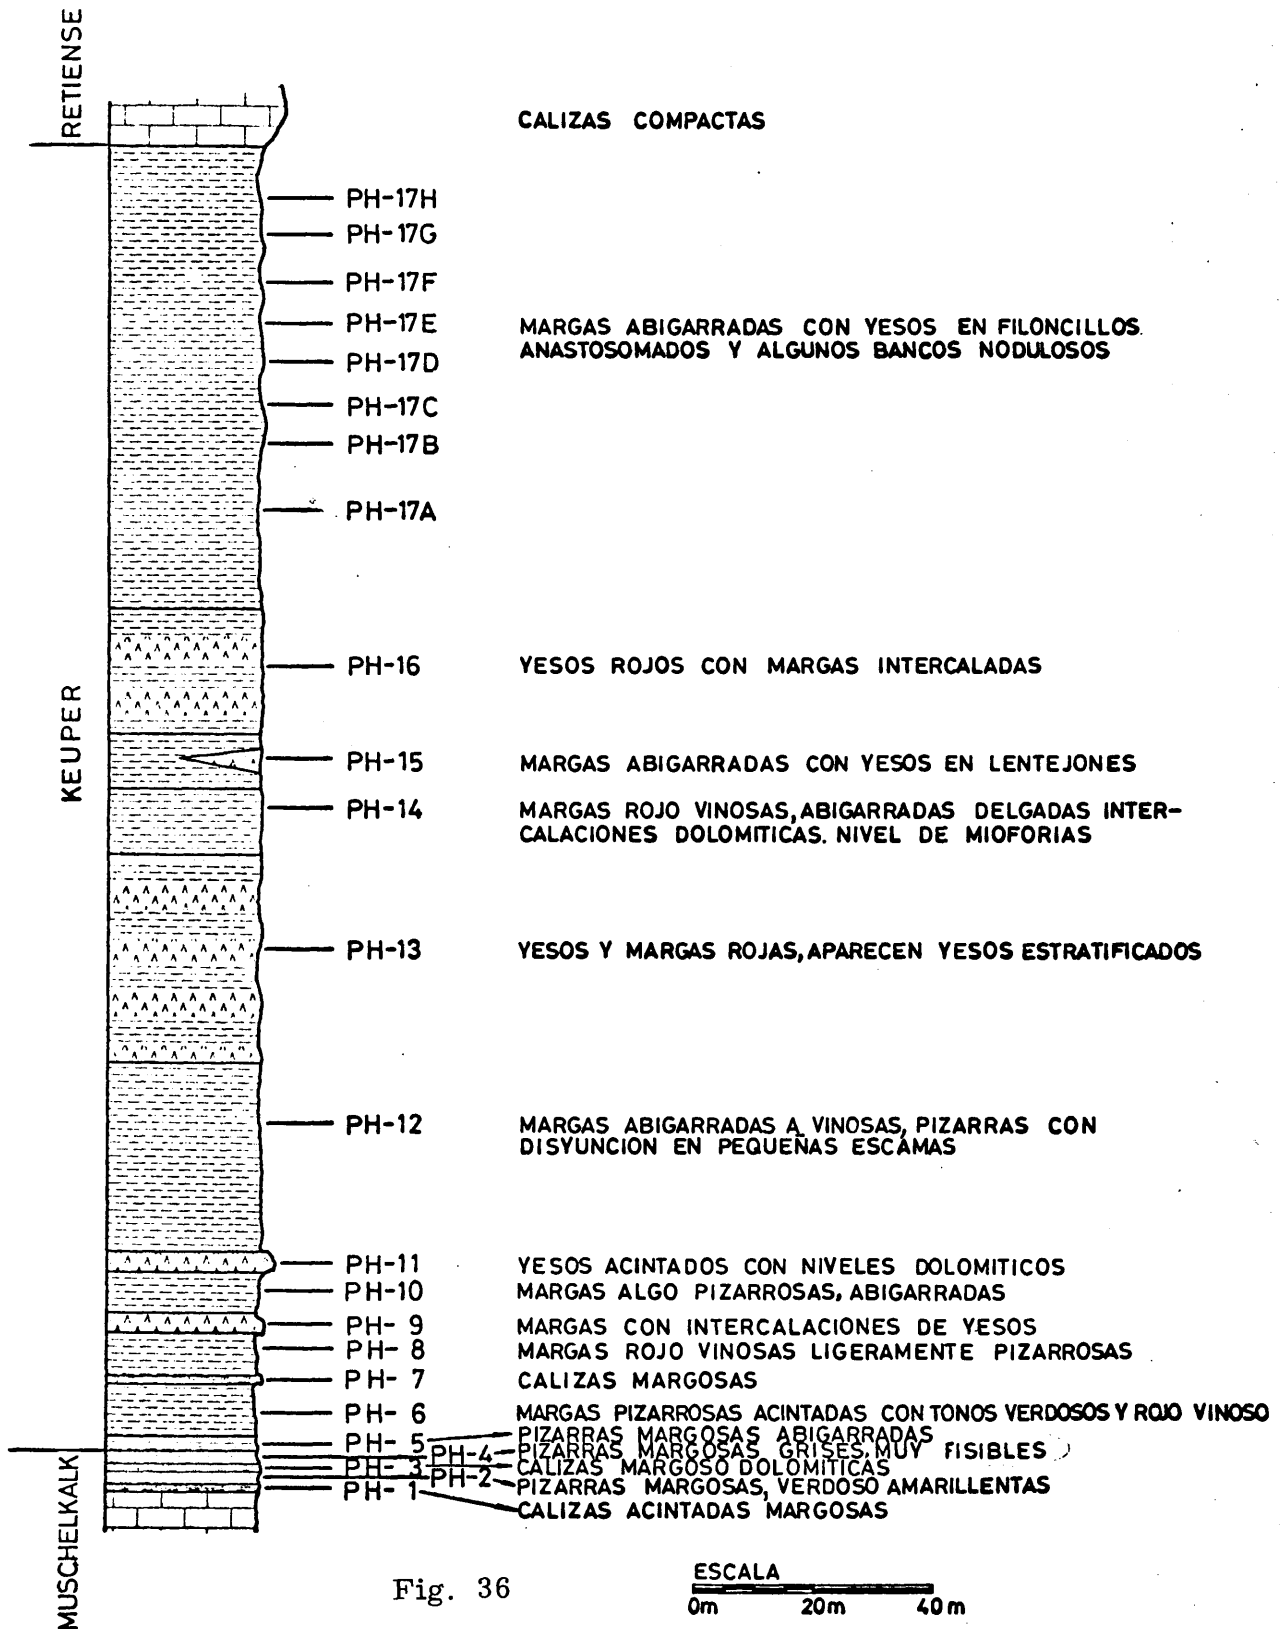 RETIENSE
CALIZAS COMPACTAS
PH-17H
PH-17G
PH-17F
PH-17E
MARGAS ABIGARRADAS CON YESOS EN FILONCILLOS.
ANASTOSOMADOS Y ALGUNOS BANCOS NODULOSOS
PH-17D
PH-17C
PH-17B
PH-17A
KEUPER
PH-16 YESOS ROJOS CON MARGAS INTERCALADAS
PH-15 MARGAS ABIGARRADAS CON YESOS EN LENTEJONES
PH-14 MARGAS ROJO VINOSAS, ABIGARRADAS DELGADAS INTER-
CALACIONES DOLOMITICAS. NIVEL DE MIOFORIAS
PH-13 YESOS Y MARGAS ROJAS, APARECEN YESOS ESTRATIFICADOS
PH-12 MARGAS ABIGARRADAS A VINOSAS, PIZARRAS CON
DISYUNCION EN PEQUEÑAS ESCAMAS
PH-11 YESOS ACINTADOS CON NIVELES DOLOMITICOS
PH-10 MARGAS ALGO PIZARROSAS, ABIGARRADAS
PH- 9 MARGAS CON INTERCALACIONES DE YESOS
PH- 8 MARGAS ROJO VINOSAS LIGERAMENTE PIZARROSAS
PH- 7 CALIZAS MARGOSAS
PH- 6 MARGAS PIZARROSAS ACINTADAS CON TONOS VERDOSOS Y ROJO VINOSO
PH- 5 PIZARRAS MARGOSAS ABIGARRADAS
PH-4 PIZARRAS MARGOSAS GRISES, MUY FISIBLES
PH- 3 CALIZAS MARGOSO DOLOMITICAS
PH-2 PIZARRAS MARGOSAS, VERDOSO AMARILLENTAS
PH- 1 CALIZAS ACINTADAS MARGOSAS
MUSCHELKALK
Fig. 36
ESCALA
0m 20m 40m